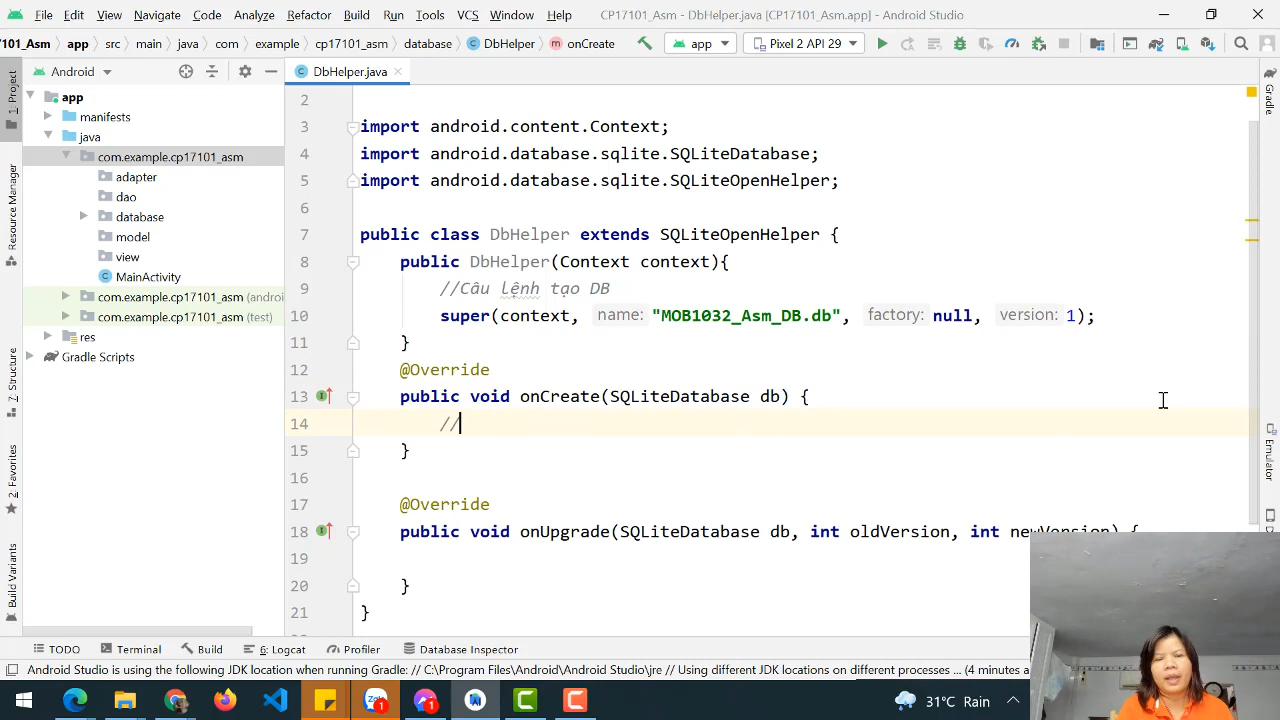 File Edit View Navigate Code Analyze Refactor Build Run Tools VCS Window Help CP17101_Asm - DbHelper.java [CP17101_Asm.app] - Android Studio
101_Asm app src main java com example cp17101_asm database DbHelper onCreate app Pixel 2 API 29
Android
DbHelper.java
1: Project
Resource Manager
Z: Structure
2: Favorites
Build Variants
app
manifests
java
com.example.cp17101_asm
adapter
dao
database
model
view
MainActivity
com.example.cp17101_asm (androi
com.example.cp17101_asm (test)
res
Gradle Scripts
2
3 import android.content.Context;
4 import android.database.sqlite.SQLiteDatabase;
5 import android.database.sqlite.SQLiteOpenHelper;
6
7 public class DbHelper extends SQLiteOpenHelper {
8 public DbHelper(Context context){
9 //Câu lệnh tạo DB
10 super(context, name: "MOB1032_Asm_DB.db", factory: null, version: 1);
11 }
12 @Override
13 public void onCreate(SQLiteDatabase db) {
14 //
15 }
16
17 @Override
18 public void onUpgrade(SQLiteDatabase db, int oldVersion, int newVersion) {
19
20 }
21 }
Gradle
Emulator
TODO Terminal Build 6: Logcat Profiler Database Inspector
Android Studio is using the following JDK location when running Gradle: // C:\Program Files\Android\Android Studio\jre // Using different JDK locations on different processes ... (4 minutes a
31°C Rain